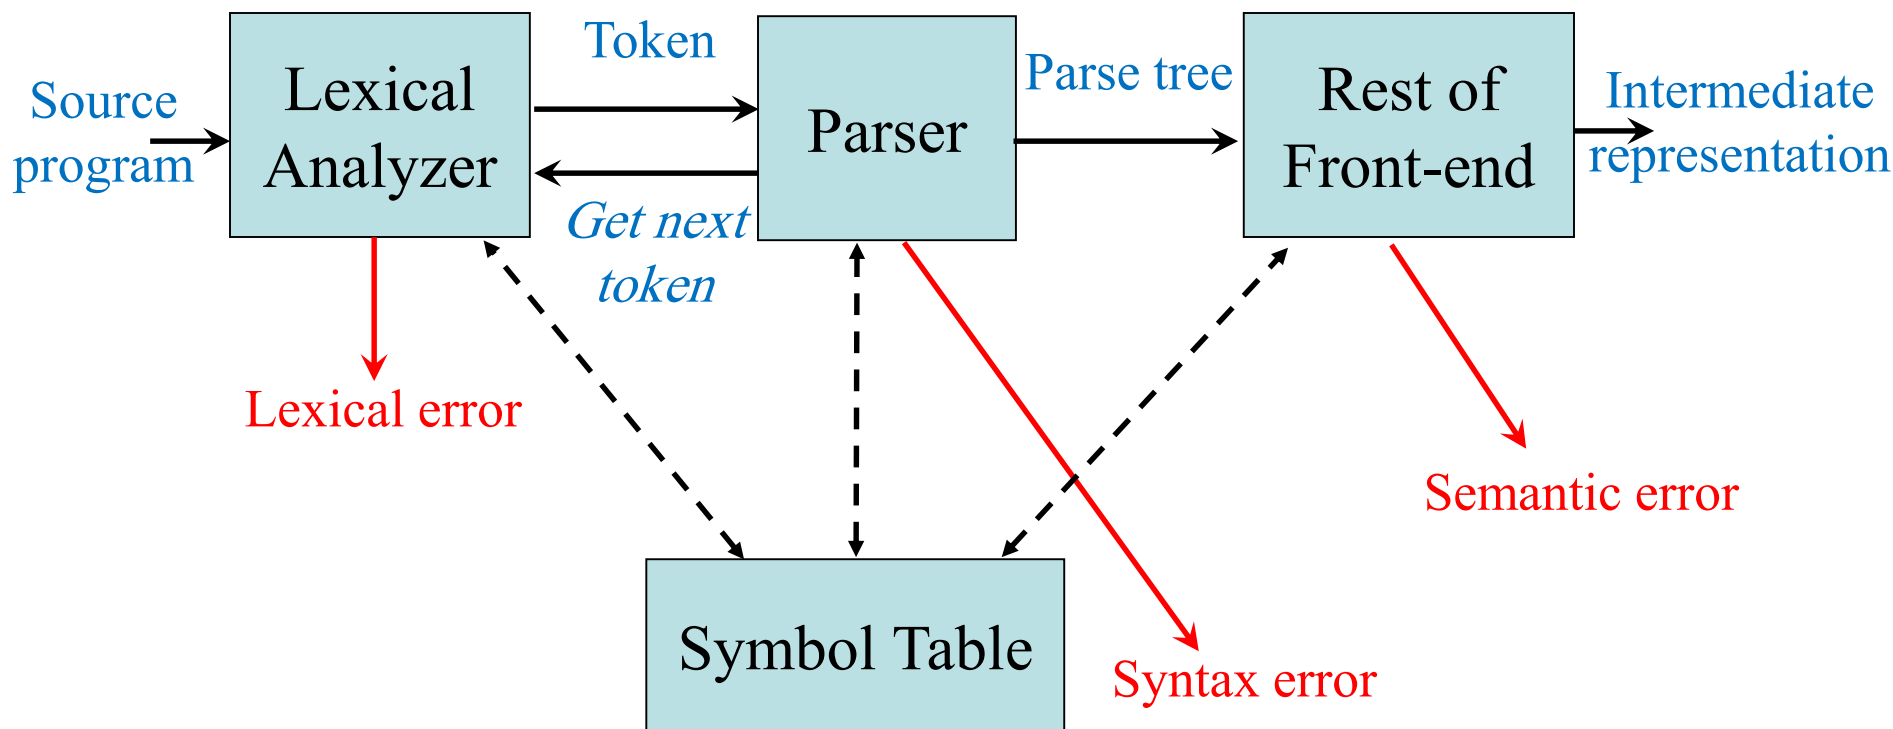 Source
program
Lexical
Analyzer
Token
Get next
token
Parser
Parse tree
Rest of
Front-end
Intermediate
representation
Lexical error
Semantic error
Symbol Table
Syntax error